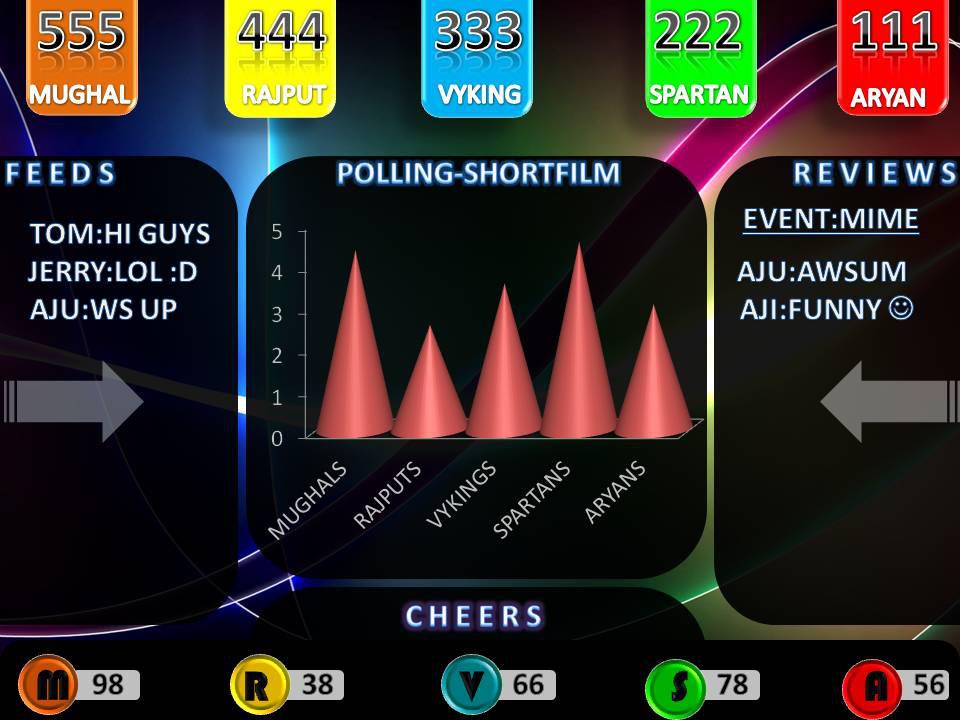 555 444 333 222 111
MUGHAL RAJPUT VYKING SPARTAN ARYAN
FEEDS
TOM:HI GUYS
JERRY:LOL :D
AJU:WS UP
POLLING-SHORTFILM
5
4
3
2
1
0
MUGHALS RAJPUTS VYKINGS SPARTANS ARYANS
REVIEWS
EVENT:MIME
AJU:AWSUM
AJI:FUNNY ☺
CHEERS
M 98 R 38 V 66 S 78 A 56